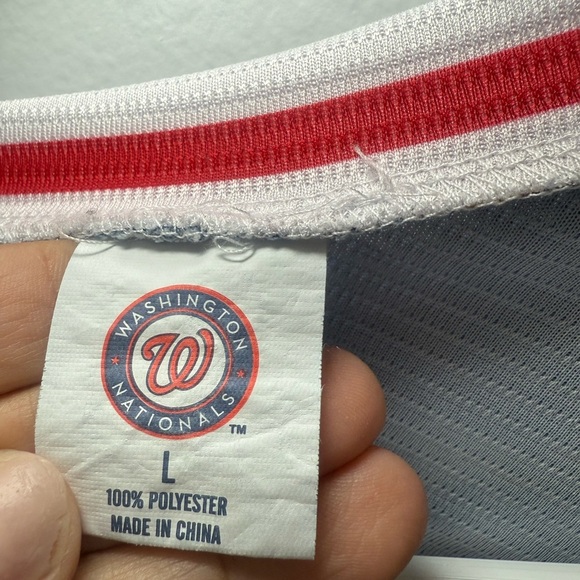 WASHINGTON
W
NATIONALS
TM
L
100% POLYESTER
MADE IN CHINA